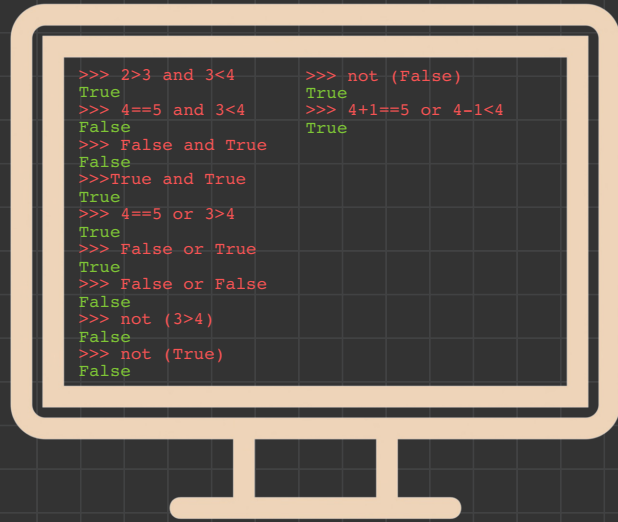 >>> 2>3 and 3<4
True
>>> 4==5 and 3<4
False
>>> False and True
False
>>>True and True
True
>>> 4==5 or 3>4
True
>>> False or True
True
>>> False or False
False
>>> not (3>4)
False
>>> not (True)
False
>>> not (False)
True
>>> 4+1==5 or 4-1<4
True